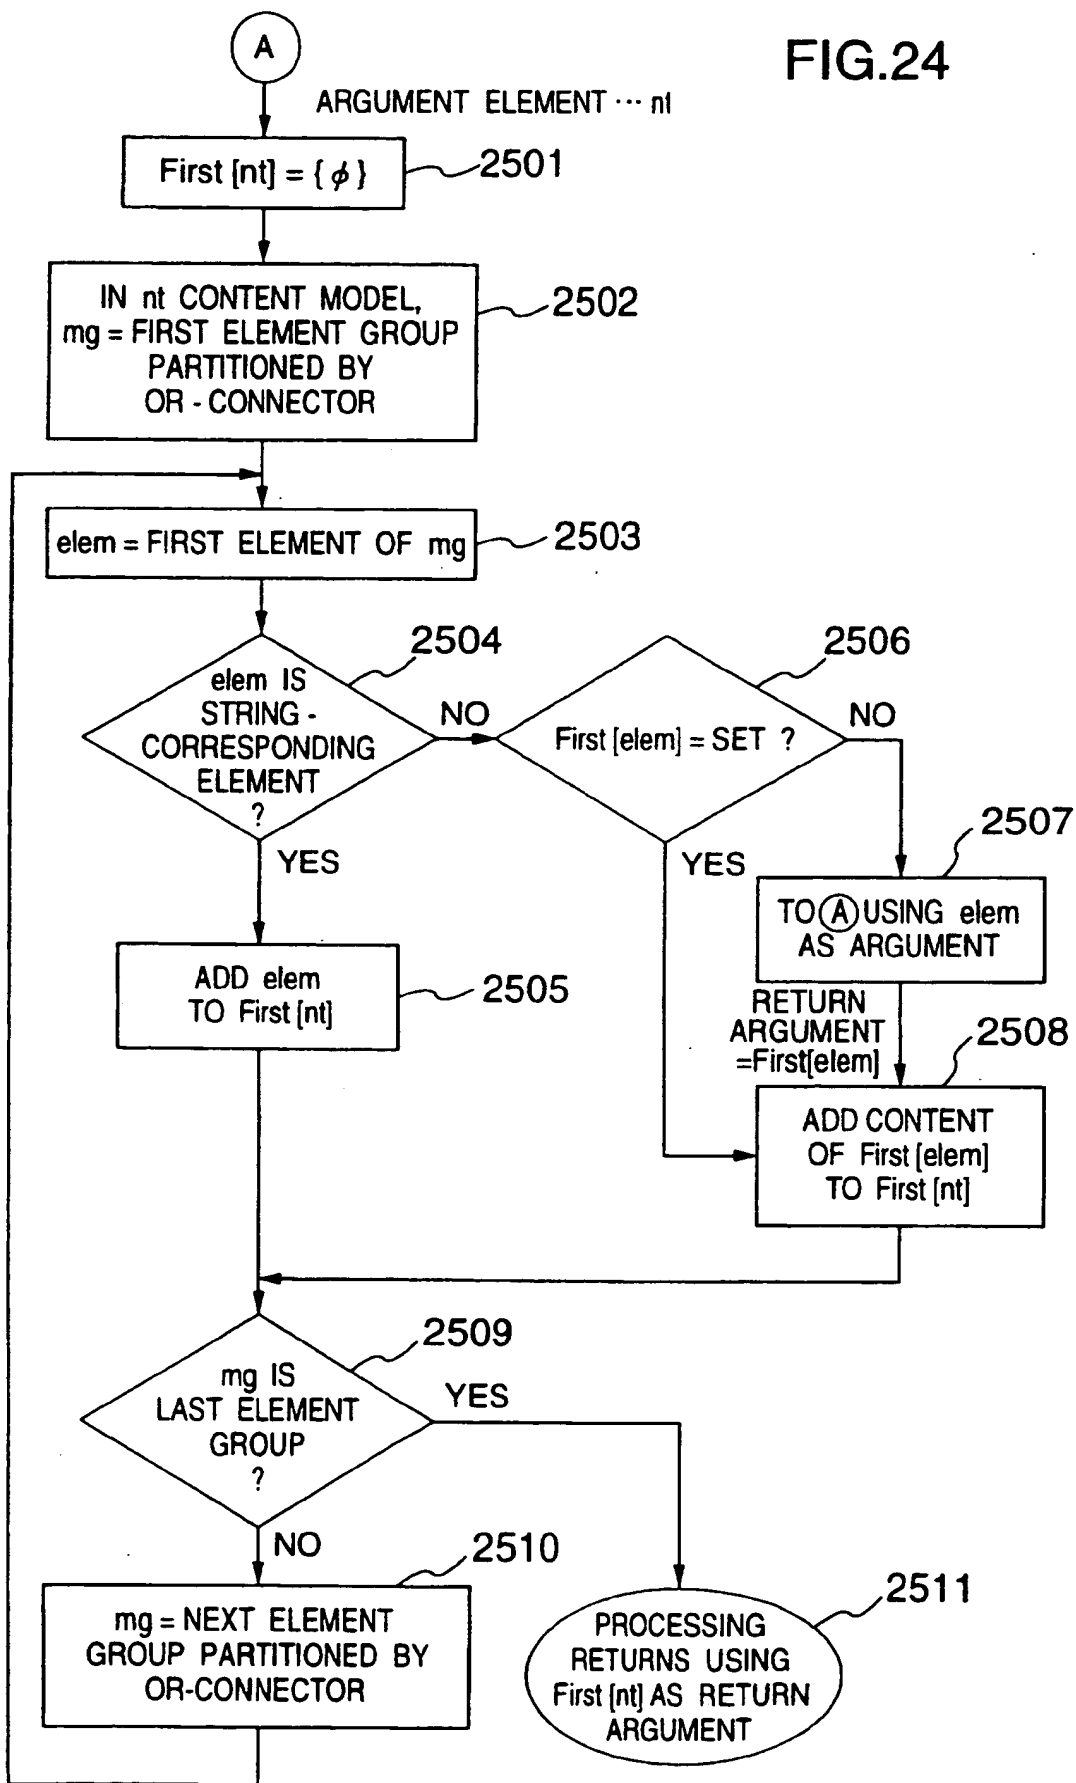 FIG.24
A
ARGUMENT ELEMENT ··· nt
First [nt] = { ϕ }
2501
IN nt CONTENT MODEL,
mg = FIRST ELEMENT GROUP
PARTITIONED BY
OR - CONNECTOR
2502
elem = FIRST ELEMENT OF mg
2503
elem IS
STRING -
CORRESPONDING
ELEMENT
?
2504
NO
YES
First [elem] = SET ?
2506
NO
YES
TO A USING elem
AS ARGUMENT
2507
ADD elem
TO First [nt]
2505
RETURN
ARGUMENT
=First[elem]
ADD CONTENT
OF First [elem]
TO First [nt]
2508
mg IS
LAST ELEMENT
GROUP
?
2509
YES
NO
mg = NEXT ELEMENT
GROUP PARTITIONED BY
OR-CONNECTOR
2510
PROCESSING
RETURNS USING
First [nt] AS RETURN
ARGUMENT
2511